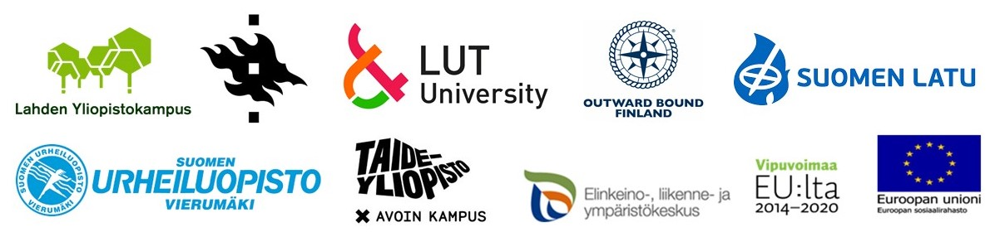 Lahden Yliopistokampus
LUT
University
OUTWARD BOUND
FINLAND
SUOMEN LATU
SUOMEN URHEILUOPISTO
VIERUMÄKI
SUOMEN
URHEILUOPISTO
VIERUMÄKI
TAIDE-
YLIOPISTO
AVOIN KAMPUS
Elinkeino-, liikenne- ja
ympäristökeskus
Vipuvoimaa
EU:lta
2014–2020
Euroopan unioni
Euroopan sosiaalirahasto